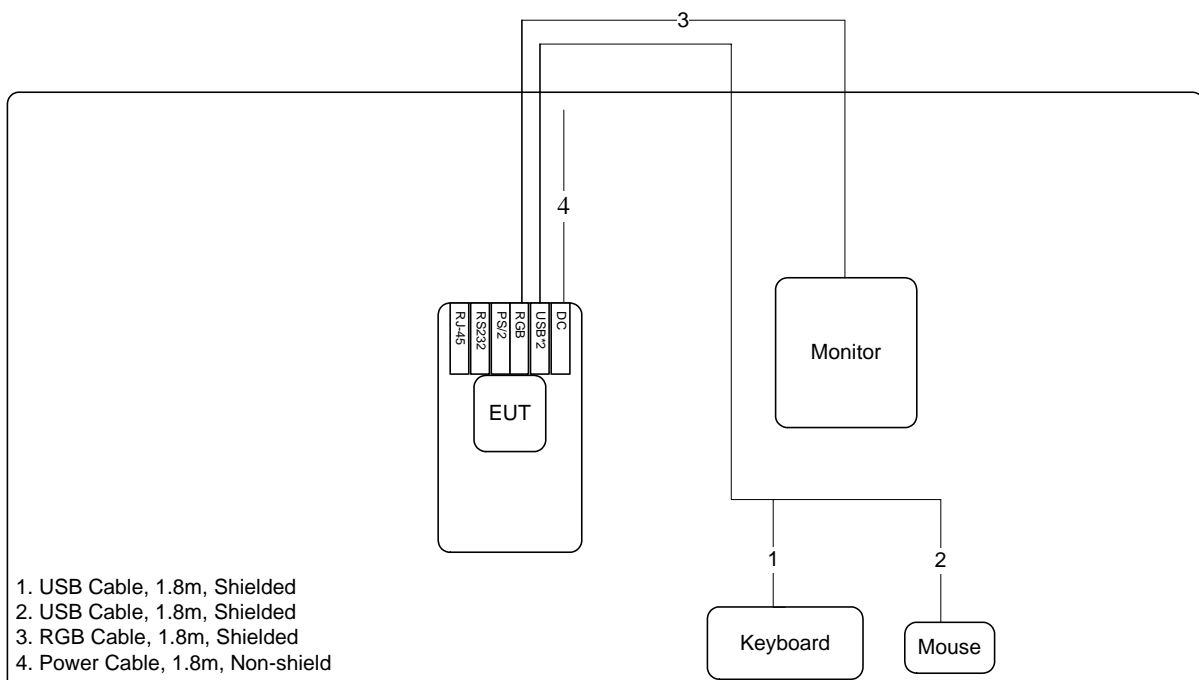 3
4
RJ-45
RS232
PS/2
RGB
USB*2
DC
Monitor
EUT
1
2
1. USB Cable, 1.8m, Shielded
2. USB Cable, 1.8m, Shielded
3. RGB Cable, 1.8m, Shielded
4. Power Cable, 1.8m, Non-shield
Keyboard
Mouse